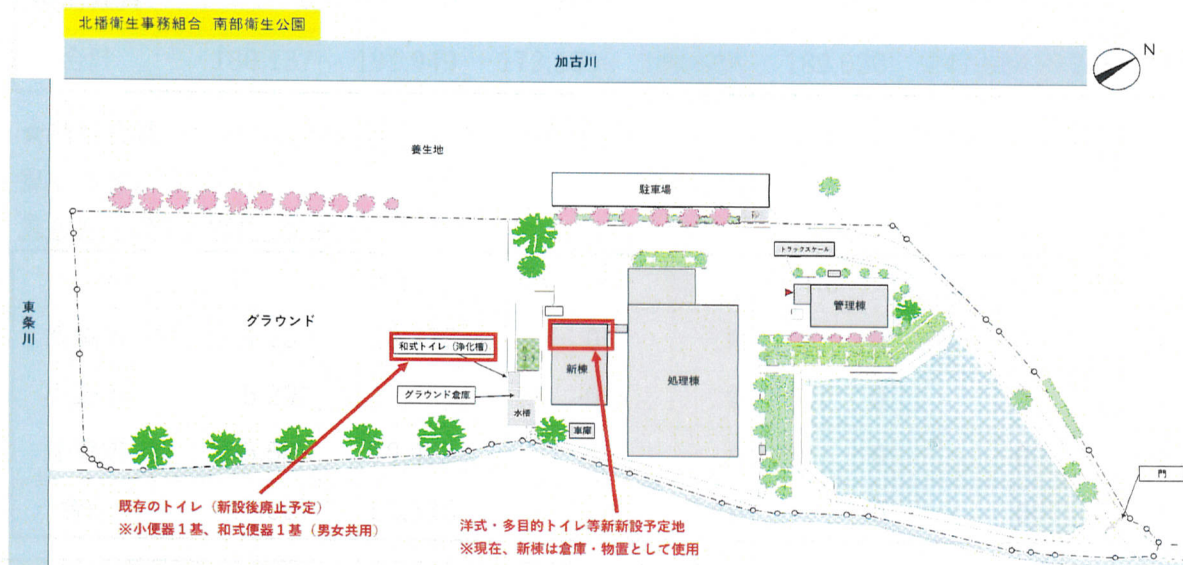 北播衛生事務組合 南部衛生公園
加古川
N
養生地
駐車場
トラックスケール
管理棟
東条川
グラウンド
和式トイレ（浄化槽）
新棟
処理棟
グラウンド倉庫
水槽
車庫
門
既存のトイレ（新設後廃止予定）
※小便器１基、和式便器１基（男女共用）
洋式・多目的トイレ等新新設予定地
※現在、新棟は倉庫・物置として使用